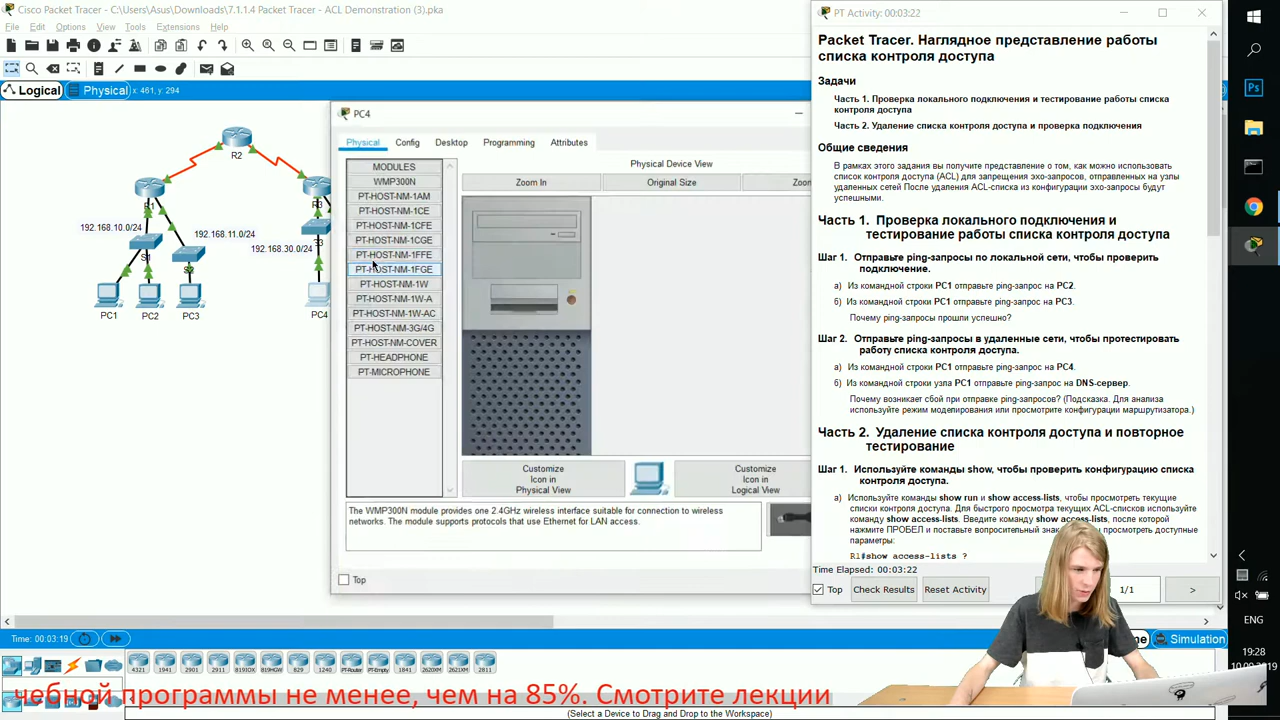 Cisco Packet Tracer - C:\Users\Asus\Downloads\7.1.1.4 Packet Tracer - ACL Demonstration (3).pka
File Edit Options View Tools Extensions Help
Logical Physical x: 461, y: 294
R2
R3
192.168.10.0/24
192.168.11.0/24
192.168.30.0/24
PC1 PC2 PC3 PC4
PC4
Physical Config Desktop Programming Attributes
MODULES
WMP300N
PT-HOST-NM-1AM
PT-HOST-NM-1CE
PT-HOST-NM-1CFE
PT-HOST-NM-1CGE
PT-HOST-NM-1FFE
PT-HOST-NM-1FGE
PT-HOST-NM-1W
PT-HOST-NM-1W-A
PT-HOST-NM-1W-AC
PT-HOST-NM-3G/4G
PT-HOST-NM-COVER
PT-HEADPHONE
PT-MICROPHONE
Physical Device View
Zoom In Original Size Zoo
Customize
Icon in
Physical View
Customize
Icon in
Logical View
The WMP300N module provides one 2.4GHz wireless interface suitable for connection to wireless
networks. The module supports protocols that use Ethernet for LAN access.
Top
PT Activity: 00:03:22
Packet Tracer. Наглядное представление работы
списка контроля доступа
Задачи
Часть 1. Проверка локального подключения и тестирование работы списка
контроля доступа
Часть 2. Удаление списка контроля доступа и проверка подключения
Общие сведения
В рамках этого задания вы получите представление о том, как можно использовать
список контроля доступа (ACL) для запрещения эхо-запросов, отправленных на узлы
удаленных сетей После удаления ACL-списка из конфигурации эхо-запросы будут
успешными.
Часть 1. Проверка локального подключения и
тестирование работы списка контроля доступа
Шаг 1. Отправьте ping-запросы по локальной сети, чтобы проверить
подключение.
а) Из командной строки PC1 отправьте ping-запрос на PC2.
б) Из командной строки PC1 отправьте ping-запрос на PC3.
Почему ping-запросы прошли успешно?
Шаг 2. Отправьте ping-запросы в удаленные сети, чтобы протестировать
работу списка контроля доступа.
а) Из командной строки PC1 отправьте ping-запрос на PC4.
б) Из командной строки узла PC1 отправьте ping-запрос на DNS-сервер.
Почему возникает сбой при отправке ping-запросов? (Подсказка. Для анализа
используйте режим моделирования или просмотрите конфигурации маршрутизатора.)
Часть 2. Удаление списка контроля доступа и повторное
тестирование
Шаг 1. Используйте команды show, чтобы проверить конфигурацию списка
контроля доступа.
а) Используйте команды show run и show access-lists, чтобы просмотреть текущие
списки контроля доступа. Для быстрого просмотра текущих ACL-списков используйте
команду show access-lists. Введите команду show access-lists, после которой
нажмите ПРОБЕЛ и поставьте вопросительный знак
просмотреть доступные
параметры:
R1#show access-lists ?
Time Elapsed: 00:03:22
Top Check Results Reset Activity 1/1 >
Time: 00:03:19
Simulation
4321 1941 2901 2911 819IOX 819HGW 829 1240 PT-Router PT-Empty 1841 2620XM 2621XM 2811
чебной программы не менее, чем на 85%. Смотрите лекции
(Select a Device to Drag and Drop to the Workspace)
ENG
19:28